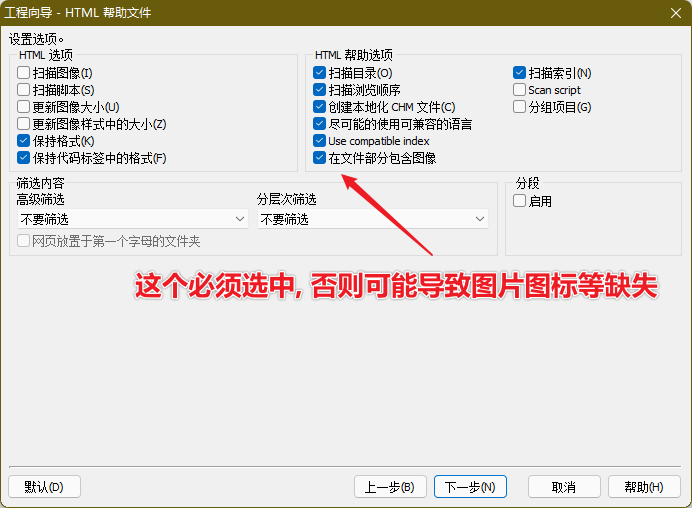 工程向导 - HTML 帮助文件
设置选项。
HTML 选项
扫描图像(I)
扫描脚本(S)
更新图像大小(U)
更新图像样式中的大小(Z)
保持格式(K)
保持代码标签中的格式(F)
HTML 帮助选项
扫描目录(O)
扫描浏览顺序
创建本地化 CHM 文件(C)
尽可能的使用可兼容的语言
Use compatible index
在文件部分包含图像
扫描索引(N)
Scan script
分组项目(G)
筛选内容
高级筛选
不要筛选
网页放置于第一个字母的文件夹
分层次筛选
不要筛选
分段
启用
这个必须选中, 否则可能导致图片图标等缺失
默认(D)
上一步(B)
下一步(N)
取消
帮助(H)